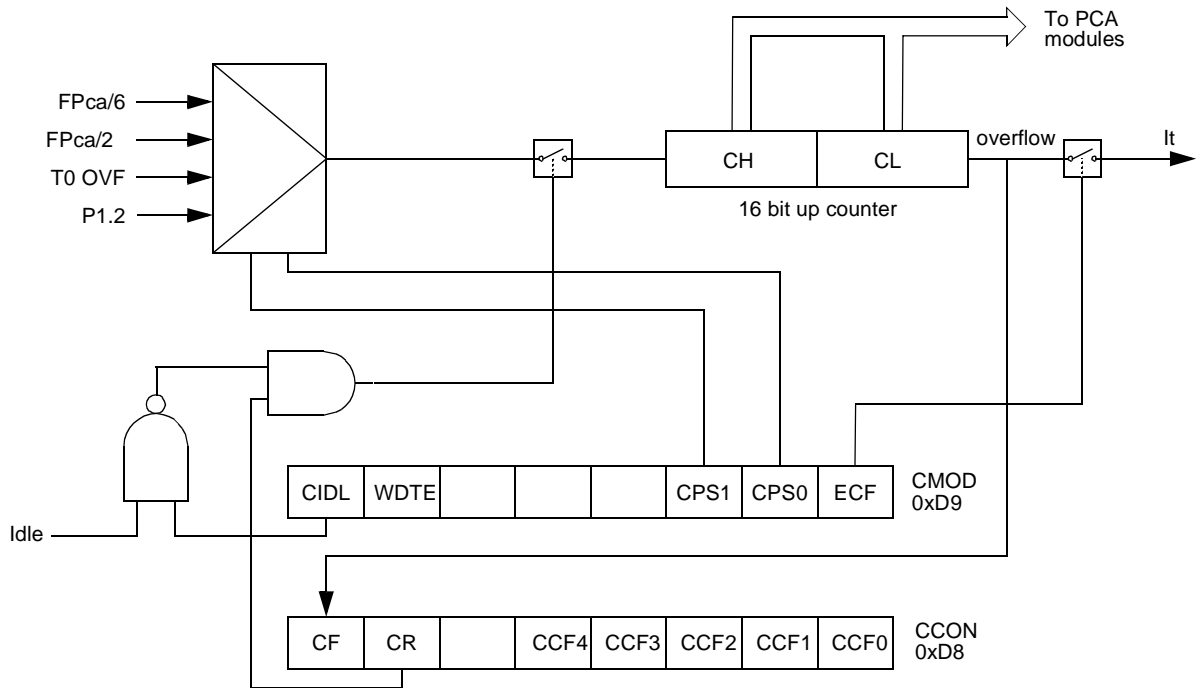 To PCA
modules
FPca/6
FPca/2
T0 OVF
P1.2
CH
CL
overflow
It
16 bit up counter
CIDL WDTE CPS1 CPS0 ECF
CMOD
0xD9
Idle
CF CR CCF4 CCF3 CCF2 CCF1 CCF0
CCON
0xD8